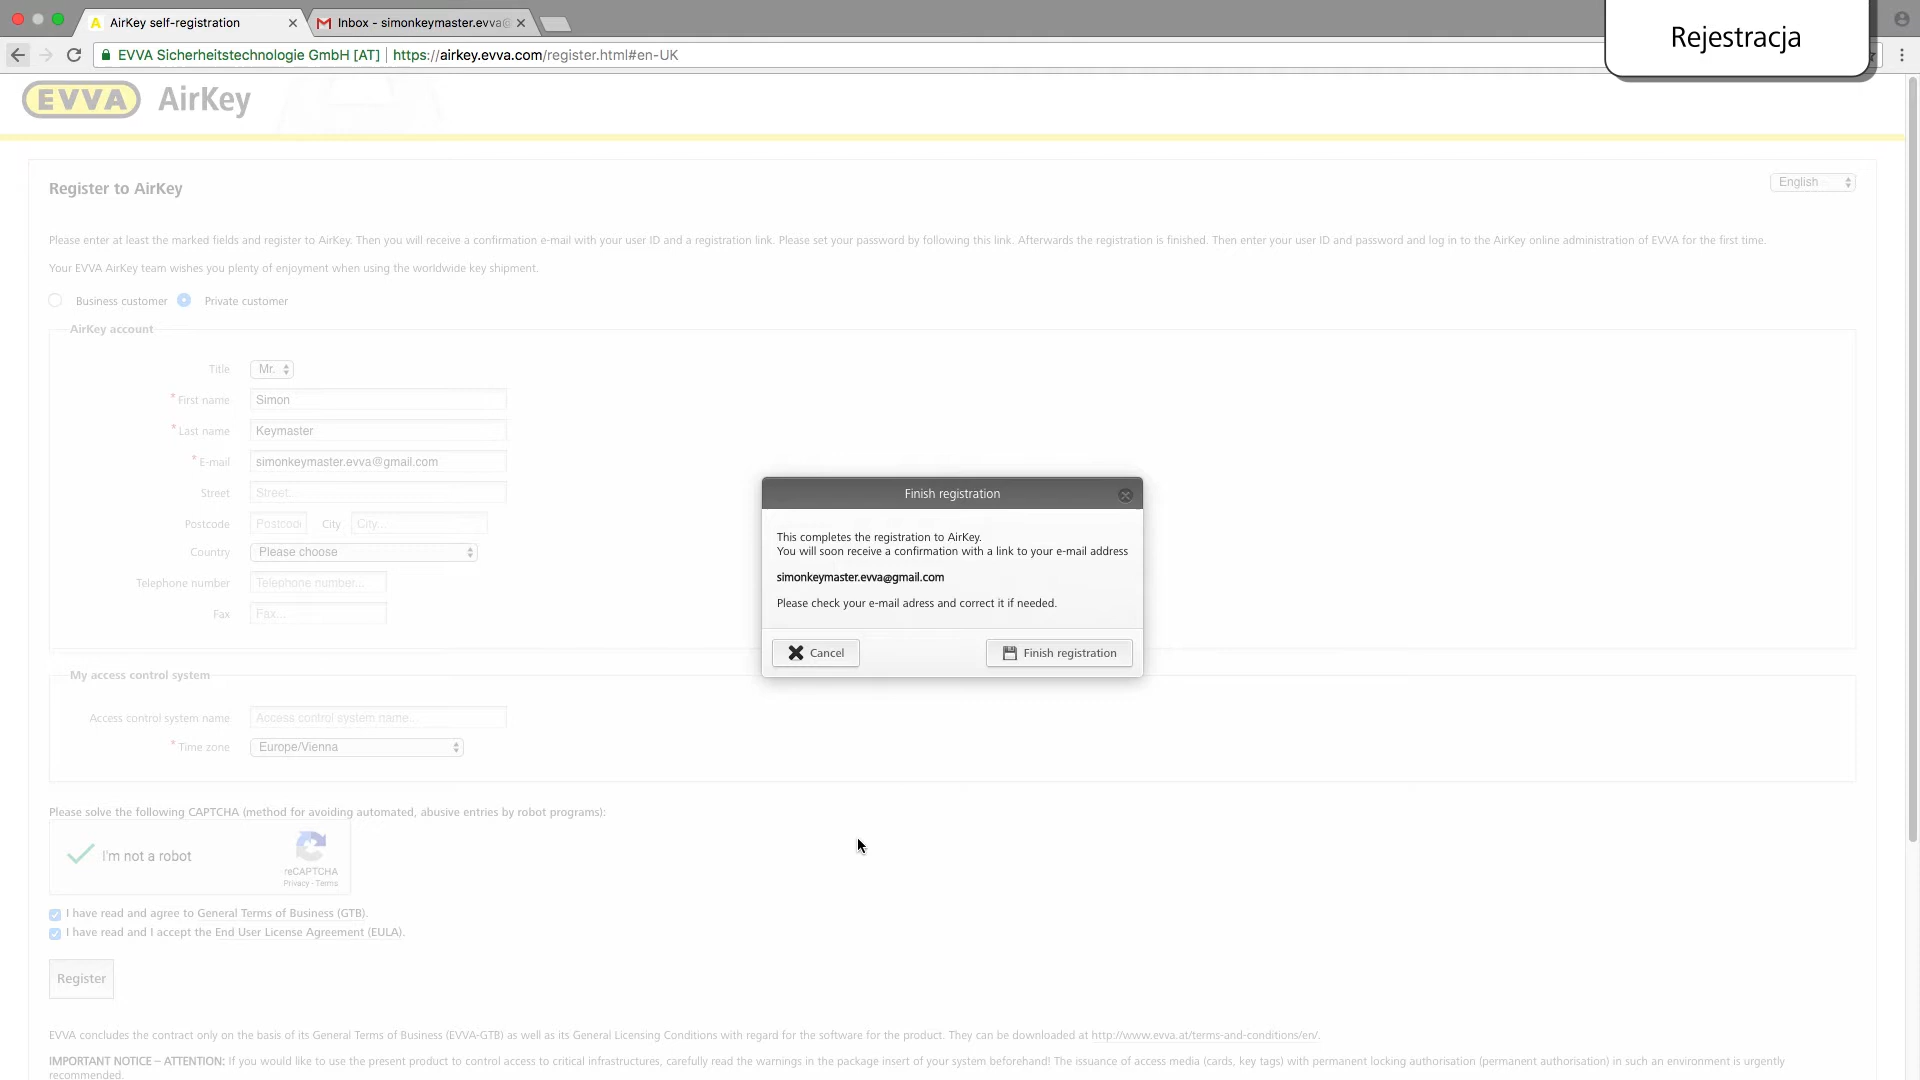 AirKey self-registration
Inbox - simonkeymaster.evva@
Rejestracja
EVVA Sicherheitstechnologie GmbH [AT] | https://airkey.evva.com/register.html#en-UK
EVVA AirKey
Register to AirKey
English
Please enter at least the marked fields and register to AirKey. Then you will receive a confirmation e-mail with your user ID and a registration link. Please set your password by following this link. Afterwards the registration is finished. Then enter your user ID and password and log in to the AirKey online administration of EVVA for the first time.
Your EVVA AirKey team wishes you plenty of enjoyment when using the worldwide key shipment.
Business customer Private customer
AirKey account
Title Mr.
* First name Simon
* Last name Keymaster
* E-mail simonkeymaster.evva@gmail.com
Street Street...
Postcode Postcod City City...
Country Please choose
Telephone number Telephone number...
Fax Fax...
Finish registration
This completes the registration to AirKey.
You will soon receive a confirmation with a link to your e-mail address
simonkeymaster.evva@gmail.com
Please check your e-mail adress and correct it if needed.
Cancel Finish registration
My access control system
Access control system name Access control system name...
* Time zone Europe/Vienna
Please solve the following CAPTCHA (method for avoiding automated, abusive entries by robot programs):
I'm not a robot
reCAPTCHA
Privacy - Terms
I have read and agree to General Terms of Business (GTB).
I have read and I accept the End User License Agreement (EULA).
Register
EVVA concludes the contract only on the basis of its General Terms of Business (EVVA-GTB) as well as its General Licensing Conditions with regard for the software for the product. They can be downloaded at http://www.evva.at/terms-and-conditions/en/.
IMPORTANT NOTICE – ATTENTION: If you would like to use the present product to control access to critical infrastructures, carefully read the warnings in the package insert of your system beforehand! The issuance of access media (cards, key tags) with permanent locking authorisation (permanent authorisation) in such an environment is urgently
recommended.